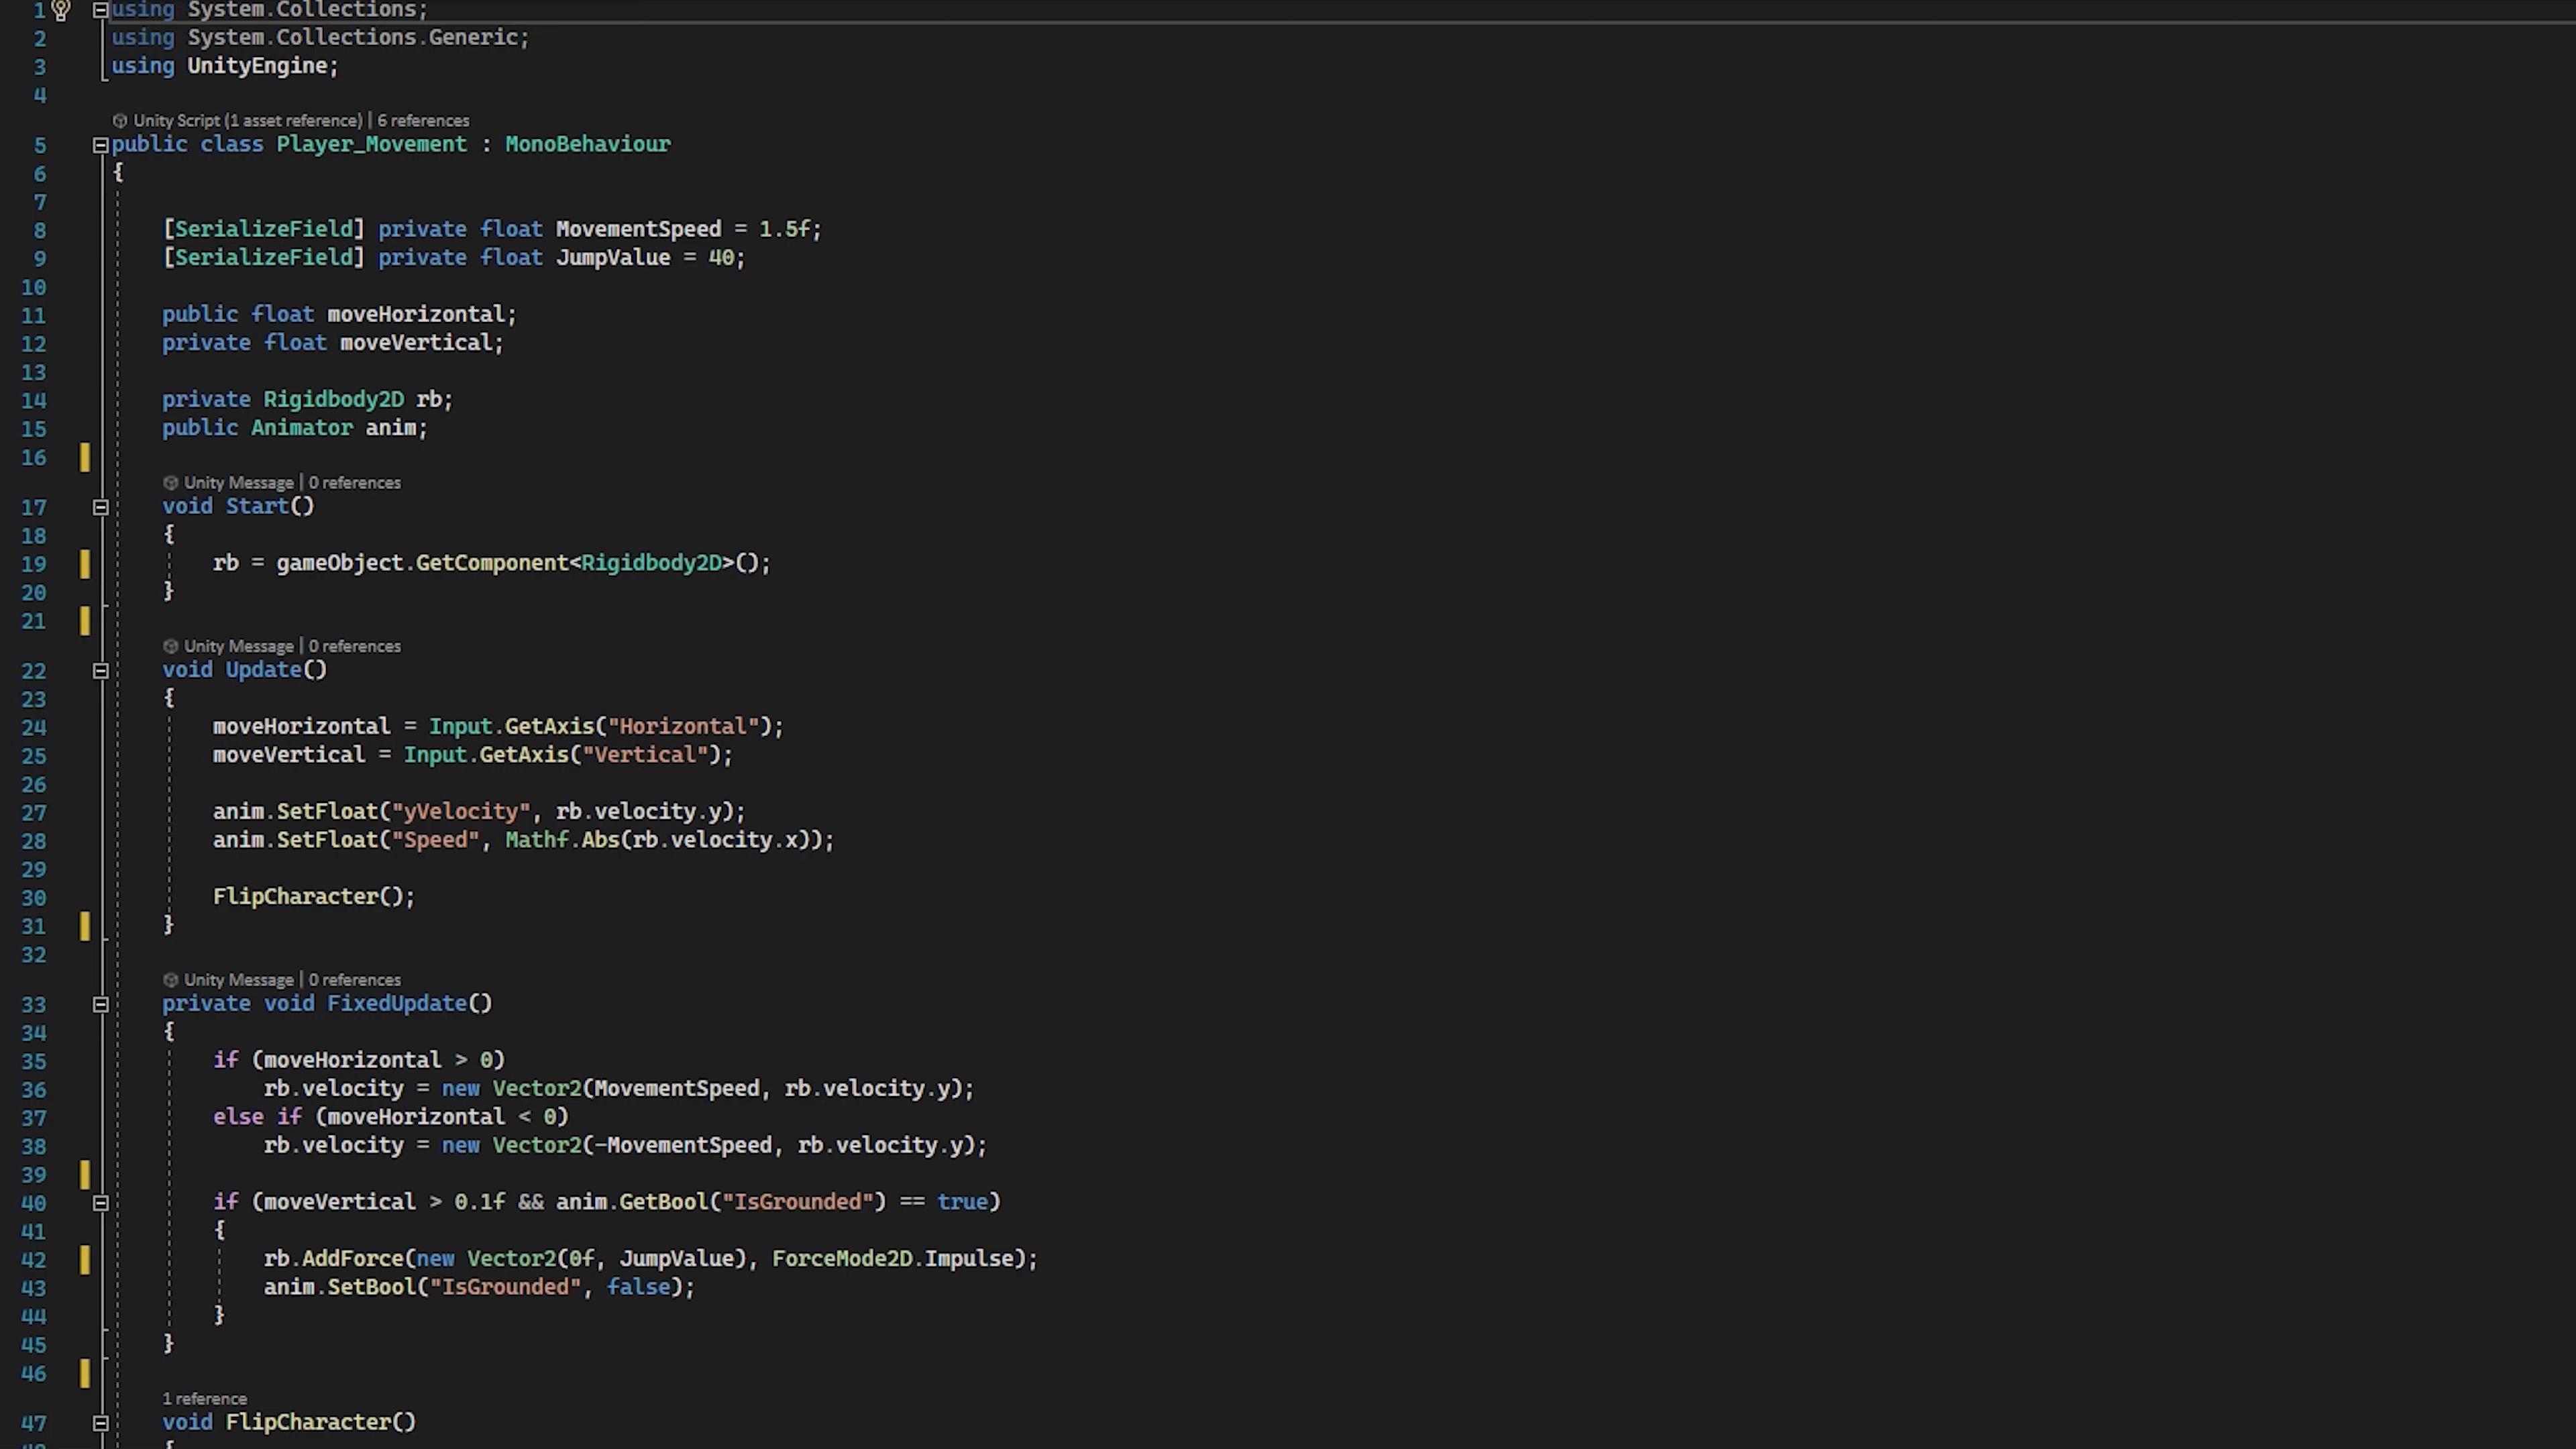 1 using System.Collections;
2 using System.Collections.Generic;
3 using UnityEngine;
4
Unity Script (1 asset reference) | 6 references
5 public class Player_Movement : MonoBehaviour
6 {
7
8 [SerializeField] private float MovementSpeed = 1.5f;
9 [SerializeField] private float JumpValue = 40;
10
11 public float moveHorizontal;
12 private float moveVertical;
13
14 private Rigidbody2D rb;
15 public Animator anim;
16
Unity Message | 0 references
17 void Start()
18 {
19 rb = gameObject.GetComponent<Rigidbody2D>();
20 }
21
Unity Message | 0 references
22 void Update()
23 {
24 moveHorizontal = Input.GetAxis("Horizontal");
25 moveVertical = Input.GetAxis("Vertical");
26
27 anim.SetFloat("yVelocity", rb.velocity.y);
28 anim.SetFloat("Speed", Mathf.Abs(rb.velocity.x));
29
30 FlipCharacter();
31 }
32
Unity Message | 0 references
33 private void FixedUpdate()
34 {
35 if (moveHorizontal > 0)
36 rb.velocity = new Vector2(MovementSpeed, rb.velocity.y);
37 else if (moveHorizontal < 0)
38 rb.velocity = new Vector2(-MovementSpeed, rb.velocity.y);
39
40 if (moveVertical > 0.1f && anim.GetBool("IsGrounded") == true)
41 {
42 rb.AddForce(new Vector2(0f, JumpValue), ForceMode2D.Impulse);
43 anim.SetBool("IsGrounded", false);
44 }
45 }
46
1 reference
47 void FlipCharacter()
{